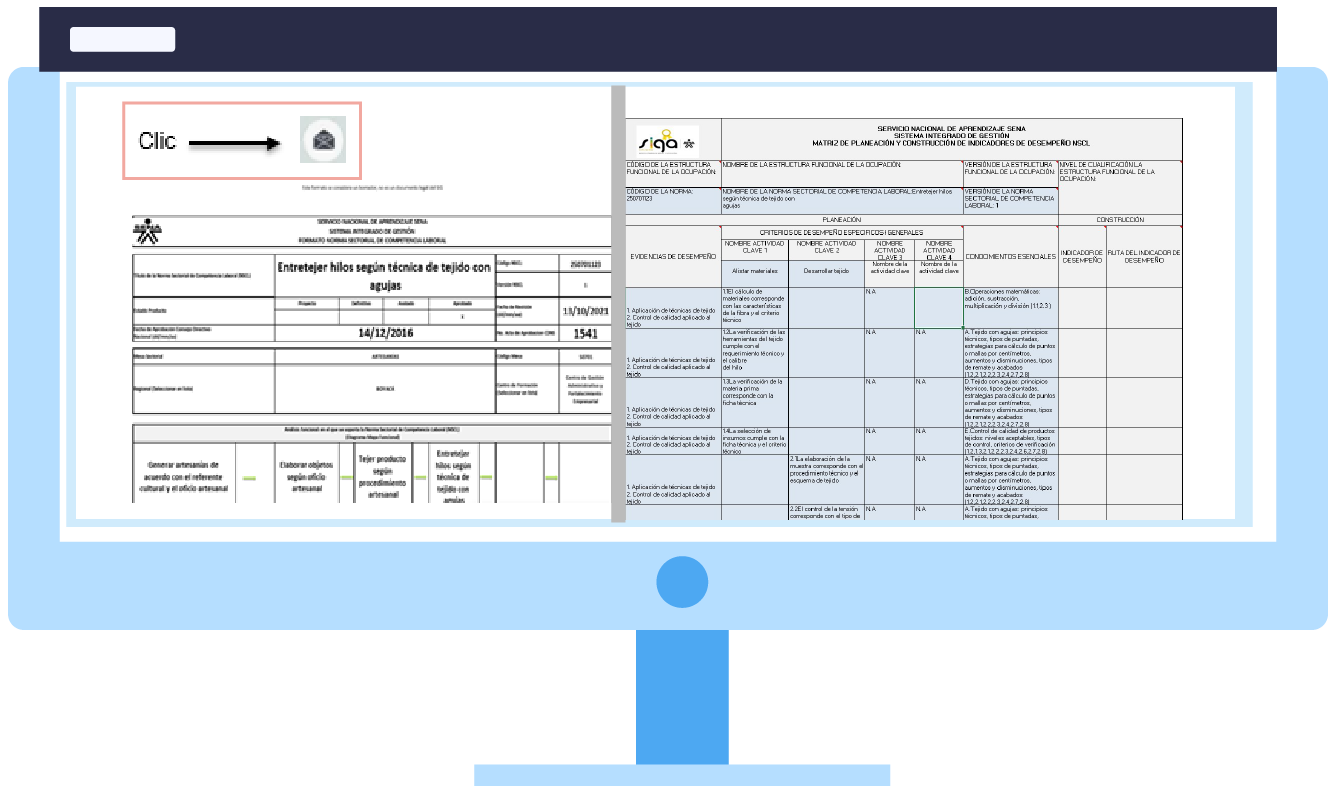 Clic
Este formato se considera un borrador, no es un documento legal del
SENA
SERVICIO NACIONAL DE APRENDIZAJE SENA
SISTEMA INTEGRADO DE GESTIÓN
FORMATO NORMA SECTORIAL DE COMPETENCIA LABORAL
Título de la Norma Sectorial de Competencia Laboral (NSCL)
Entretejer hilos según técnica de tejido con
agujas
Código NSCL:
250701123
Versión NSCL:
1
Estado Producto
Proyecto
Definitivo
Avalado
Aprobado
X
Fecha de Revisión
13/10/2021
Fecha de Aprobación Consejo Directivo
Nacional (dd/mm/aa)
14/12/2016
No. Acta de Aprobación CDN:
1541
Mesa Sectorial
ARTESANÍAS
Código Mesa
Regional (Seleccione en lista)
BOYACÁ
Centro de Formación
(Seleccionar en lista)
Centro de Gestión
Administrativa y
Fortalecimiento
Empresarial
Análisis funcional en el que se soporta la Norma Sectorial de Competencia Laboral (NSCL)
(Diagrama Mapa Funcional)
Generar artesanías de
acuerdo con el referente
cultural y el oficio artesanal
Elaborar objetos
según oficio
artesanal
Tejer producto
según
procedimiento
artesanal
Entretejer
hilos según
técnica de
tejido con
agujas
siga
SERVICIO NACIONAL DE APRENDIZAJE SENA
SISTEMA INTEGRADO DE GESTIÓN
MATRIZ DE PLANEACIÓN Y CONSTRUCCIÓN DE INDICADORES DE DESEMPEÑO NSCL
CÓDIGO DE LA ESTRUCTURA
FUNCIONAL DE LA OCUPACIÓN:
NOMBRE DE LA ESTRUCTURA FUNCIONAL DE LA OCUPACIÓN:
VERSIÓN DE LA ESTRUCTURA
FUNCIONAL DE LA OCUPACIÓN:
NIVEL DE CUALIFICACIÓN LA
ESTRUCTURA FUNCIONAL DE LA
OCUPACIÓN:
CÓDIGO DE LA NORMA:
250701123
NOMBRE DE LA NORMA SECTORIAL DE COMPETENCIA LABORAL:Entretejer hilos
según técnica de tejido con
agujas
VERSIÓN DE LA NORMA
SECTORIAL DE COMPETENCIA
LABORAL: 1
PLANEACIÓN
CONSTRUCCIÓN
EVIDENCIAS DE DESEMPEÑO
CRITERIOS DE DESEMPEÑO ESPECIFICOS I GENERALES
NOMBRE ACTIVIDAD
CLAVE 1
NOMBRE ACTIVIDAD
CLAVE 2
NOMBRE
ACTIVIDAD
CLAVE 3
NOMBRE
ACTIVIDAD
CLAVE 4
Alistar materiales
Desarrollar tejido
Nombre de la
actividad clave
Nombre de la
actividad clave
CONOCIMIENTOS ESENCIALES
INDICADOR DE
DESEMPEÑO
RUTA DEL INDICADOR DE
DESEMPEÑO
1. Aplicación de técnicas de tejido
2. Control de calidad aplicado al
tejido
1.1El cálculo de
materiales corresponde
con las características
de la fibra y el criterio
técnico
N.A
B.Operaciones matemáticas:
adición, sustracción,
multiplicación y división (1.1,2,3 )
1. Aplicación de técnicas de tejido
2. Control de calidad aplicado al
tejido
1.2La verificación de las
herramientas del tejido
cumple con el
requerimiento técnico y
el calibre
del hilo
N.A
N.A
A.Tejido con agujas: principios
técnicos, tipos de puntadas,
estrategias para cálculo de puntos
o mallas por centímetros,
aumentos y disminuciones, tipos
de remate y acabados
(1.2,2.1,2.2,2.3,2.4,2.7,2.8)
1. Aplicación de técnicas de tejido
2. Control de calidad aplicado al
tejido
1.3La verificación de la
materia prima
corresponde con la
ficha técnica
N.A
N.A
D.Tejido con agujas: principios
técnicos, tipos de puntadas,
estrategias para cálculo de puntos
o mallas por centímetros,
aumentos y disminuciones, tipos
de remate y acabados
(1.2,2.1,2.2,2.3,2.4,2.7,2.8)
1. Aplicación de técnicas de tejido
2. Control de calidad aplicado al
tejido
1.4La selección de
insumos cumple con la
ficha técnica y el criterio
técnico
N.A
N.A
E.Control de calidad de productos
tejidos: niveles aceptables, tipos
de control, criterios de verificación
(1.2,1.3,2.1,2.2,2.3,2.4,2.6,2.7,2.8)
1. Aplicación de técnicas de tejido
2. Control de calidad aplicado al
tejido
2.1La elaboración de la
muestra corresponde con el
procedimiento técnico y el
esquema de tejido
N.A
N.A
A.Tejido con agujas: principios
técnicos, tipos de puntadas,
estrategias para cálculo de puntos
o mallas por centímetros,
aumentos y disminuciones, tipos
de remate y acabados
(1.2,2.1,2.2,2.3,2.4,2.7,2.8)
2.2El control de la tensión
corresponde con el tipo de
N.A
N.A
A.Tejido con agujas: principios
técnicos, tipos de puntadas,